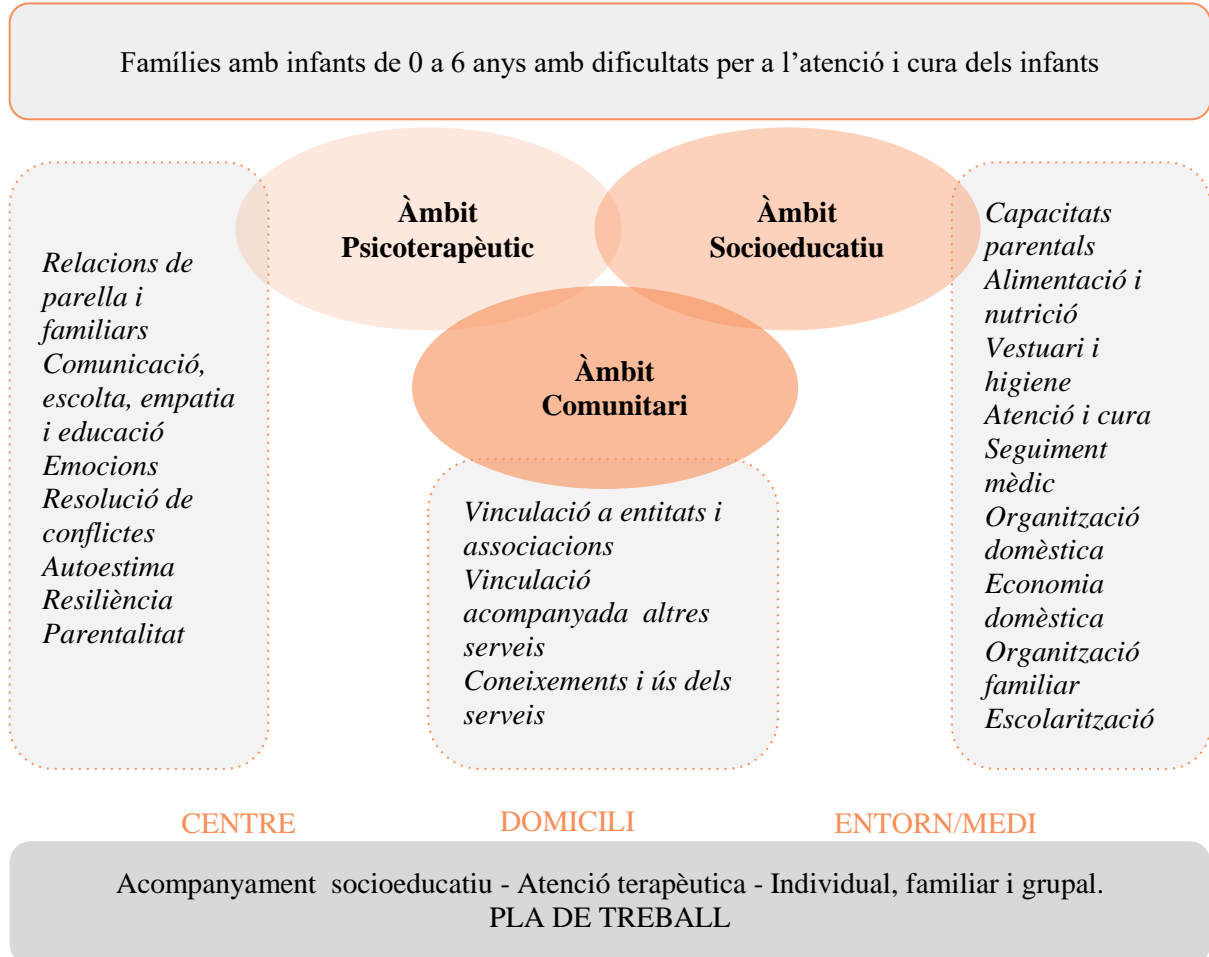 Famílies amb infants de 0 a 6 anys amb dificultats per a l’atenció i cura dels infants
Àmbit
Psicoterapèutic
Àmbit
Socioeducatiu
Àmbit
Comunitari
Relacions de
parella i
familiars
Comunicació,
escolta, empatia
i educació
Emocions
Resolució de
conflictes
Autoestima
Resiliència
Parentalitat
Vinculació a entitats i
associacions
Vinculació
acompanyada altres
serveis
Coneixements i ús dels
serveis
Capacitats
parentals
Alimentació i
nutrició
Vestuari i
higiene
Atenció i cura
Seguiment
mèdic
Organització
domèstica
Economia
domèstica
Organització
familiar
Escolarització
CENTRE
DOMICILI
ENTORN/MEDI
Acompanyament socioeducatiu - Atenció terapèutica - Individual, familiar i grupal.
PLA DE TREBALL